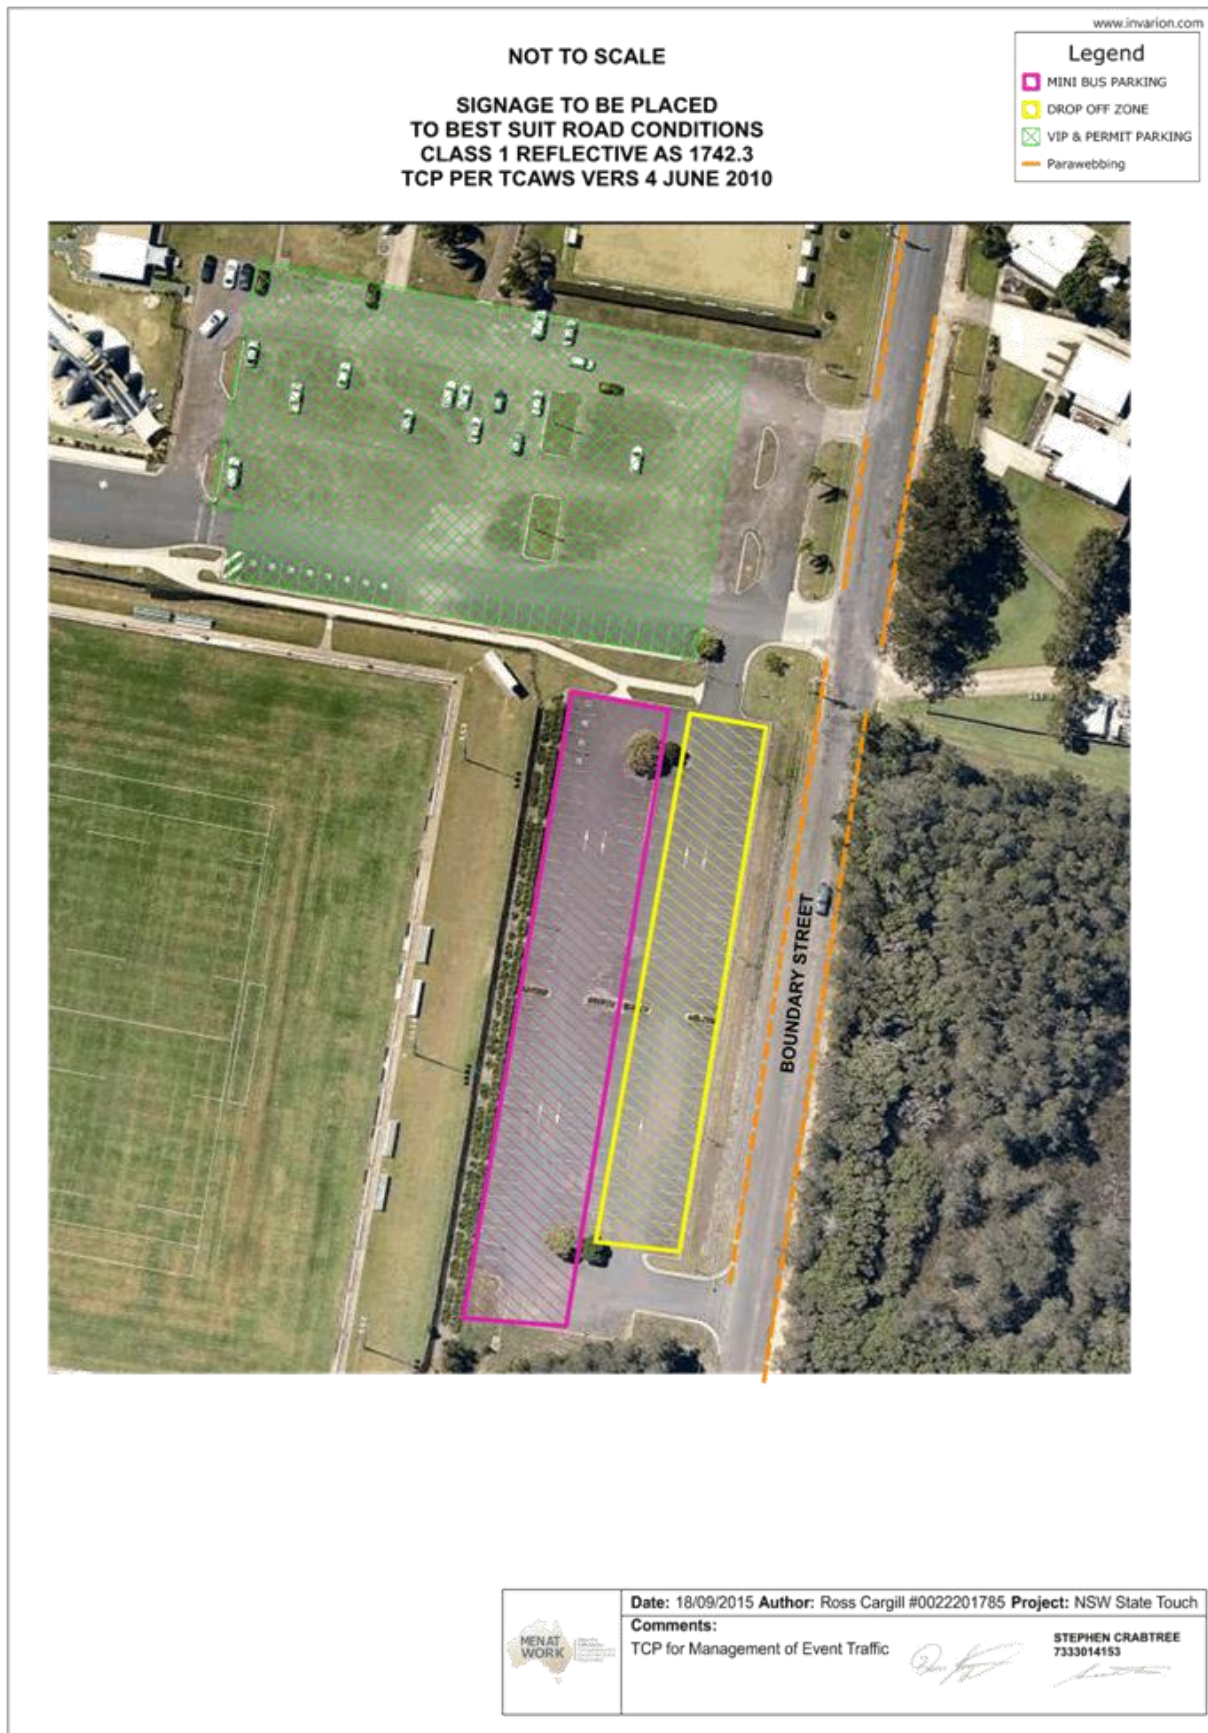 www.invarion.com
NOT TO SCALE
SIGNAGE TO BE PLACED
TO BEST SUIT ROAD CONDITIONS
CLASS 1 REFLECTIVE AS 1742.3
TCP PER TCAWS VERS 4 JUNE 2010
Legend
MINI BUS PARKING
DROP OFF ZONE
VIP & PERMIT PARKING
Parawebbing
BOUNDARY STREET
MEN AT
WORK
Date: 18/09/2015 Author: Ross Cargill #0022201785 Project: NSW State Touch
Comments:
TCP for Management of Event Traffic
STEPHEN CRABTREE
7333014153